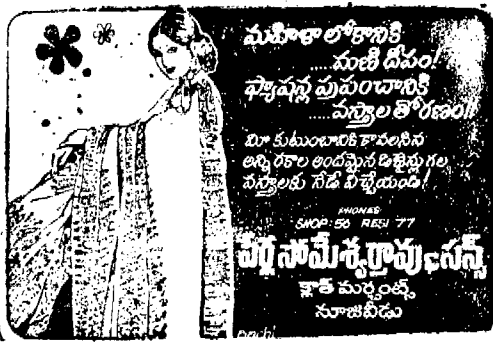 మహిళా లోకానికి
....మణి దీపం!
ఫ్యాషన్ల ప్రపంచానికి
....వస్త్రాల తోరణం!!
మీ కుటుంబానికి కావలసిన
అన్ని రకాల అందమైన డిజైన్లుగల
వస్త్రాలకు నేడే విచ్చేయండి!
PHONES
SHOP: 56 RESI 77
పేర్ల సోమేశ్వర్రావు & సన్స్
క్లాత్ మర్చంట్స్
నూజివీడు